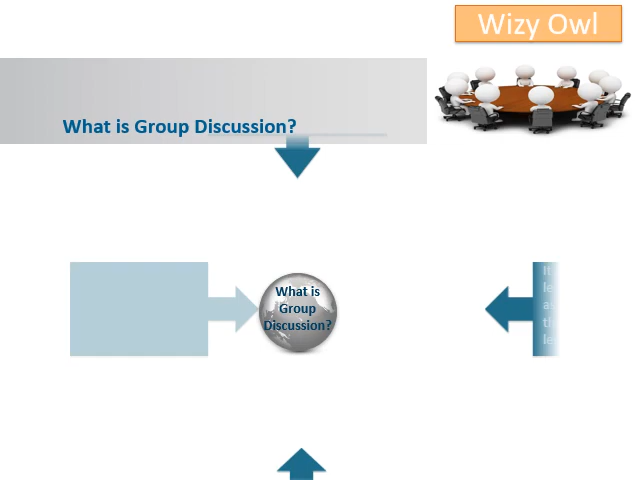 Wizy Owl
What is Group Discussion?
What is
Group
Discussion?